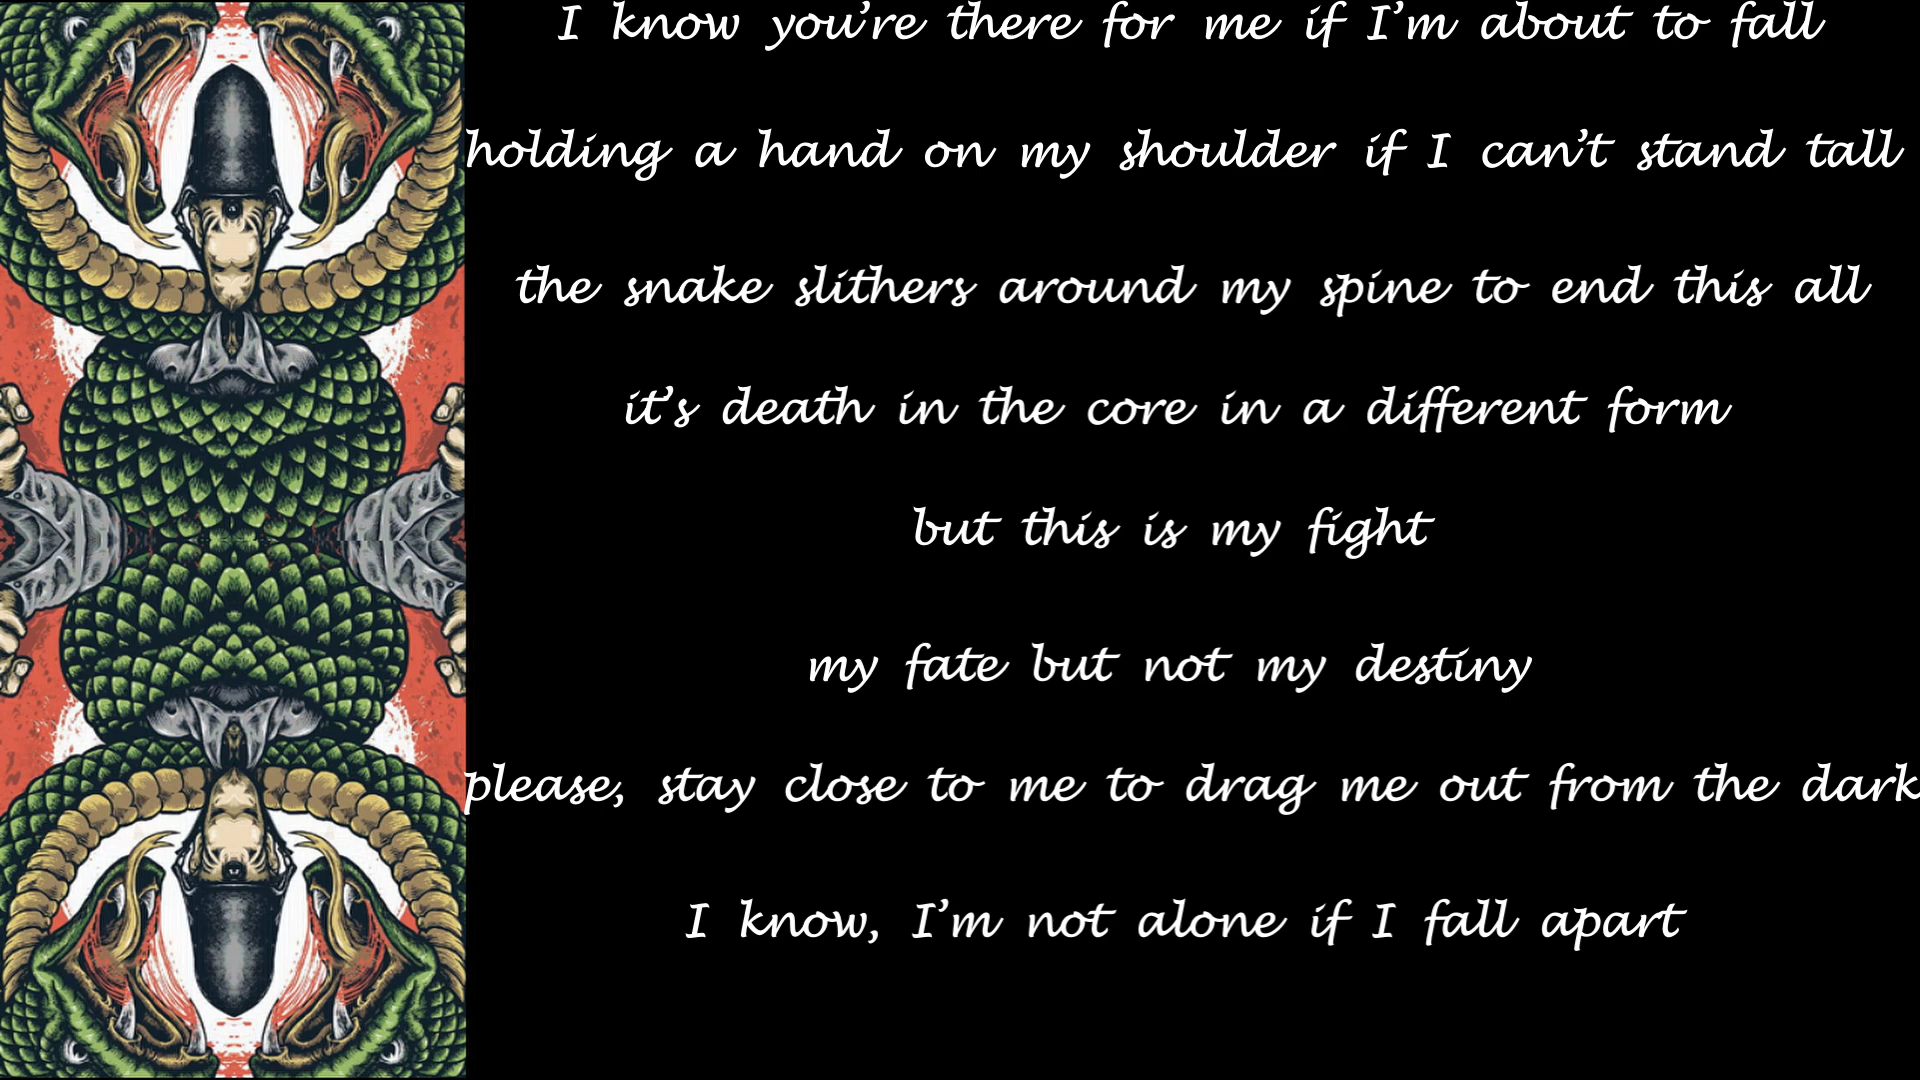 I know you're there for me if I'm about to fall
holding a hand on my shoulder if I can't stand tall
the snake slithers around my spine to end this all
it's death in the core in a different form
but this is my fight
my fate but not my destiny
please, stay close to me to drag me out from the dark
I know, I'm not alone if I fall apart